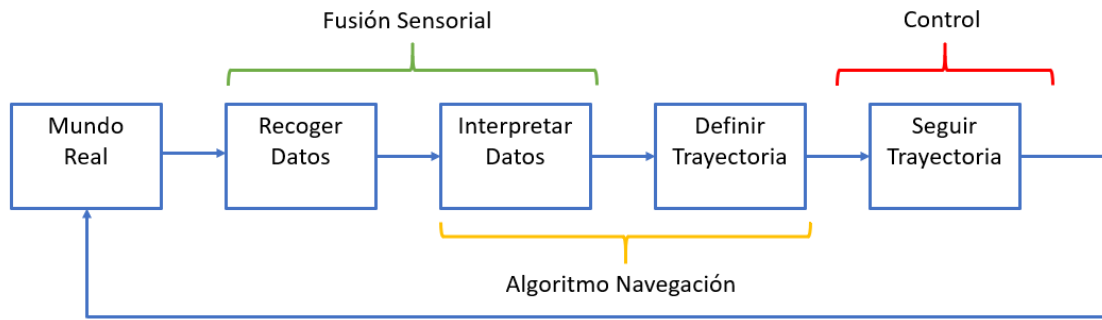 Fusión Sensorial
Control
Mundo
Real
Recoger
Datos
Interpretar
Datos
Definir
Trayectoria
Seguir
Trayectoria
Algoritmo Navegación